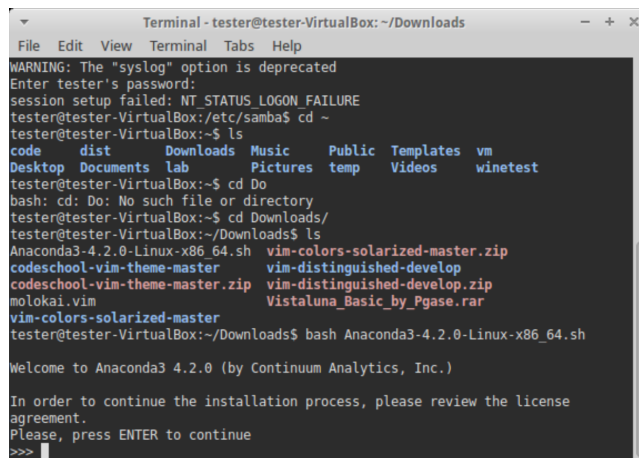 Terminal - tester@tester-VirtualBox: ~/Downloads
File Edit View Terminal Tabs Help
WARNING: The "syslog" option is deprecated
Enter tester's password:
session setup failed: NT_STATUS_LOGON_FAILURE
tester@tester-VirtualBox:/etc/samba$ cd ~
tester@tester-VirtualBox:~$ ls
code dist Downloads Music Public Templates vm
Desktop Documents lab Pictures temp Videos winetest
tester@tester-VirtualBox:~$ cd Do
bash: cd: Do: No such file or directory
tester@tester-VirtualBox:~$ cd Downloads/
tester@tester-VirtualBox:~/Downloads$ ls
Anaconda3-4.2.0-Linux-x86_64.sh vim-colors-solarized-master.zip
codeschool-vim-theme-master vim-distinguished-develop
codeschool-vim-theme-master.zip vim-distinguished-develop.zip
molokai.vim Vistaluna_Basic_by_Pgase.rar
vim-colors-solarized-master
tester@tester-VirtualBox:~/Downloads$ bash Anaconda3-4.2.0-Linux-x86_64.sh
Welcome to Anaconda3 4.2.0 (by Continuum Analytics, Inc.)
In order to continue the installation process, please review the license
agreement.
Please, press ENTER to continue
>>>